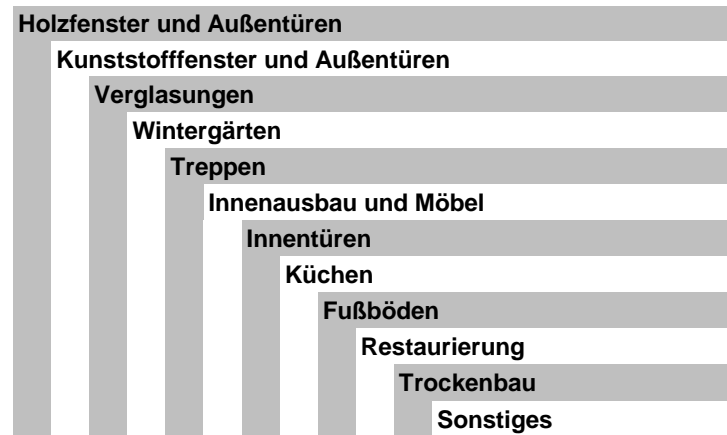 Holzfenster und Außentüren
Kunststofffenster und Außentüren
Verglasungen
Wintergärten
Treppen
Innenausbau und Möbel
Innentüren
Küchen
Fußböden
Restaurierung
Trockenbau
Sonstiges